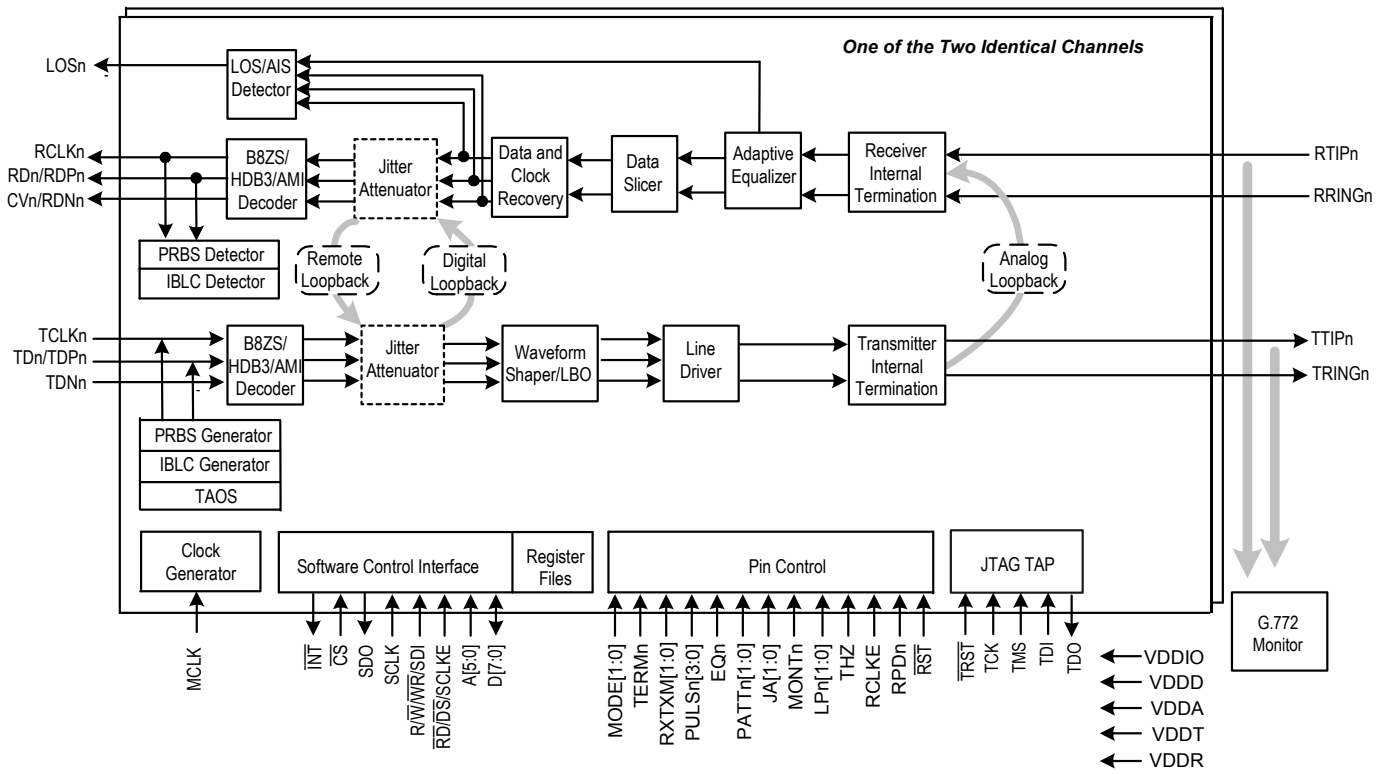 One of the Two Identical Channels
LOSn
LOS/AIS
Detector
RCLKn
RDn/RDPn
CVn/RDNn
B8ZS/
HDB3/AMI
Decoder
Jitter
Attenuator
Data and
Clock
Recovery
Data
Slicer
Adaptive
Equalizer
Receiver
Internal
Termination
RTIPn
RRINGn
PRBS Detector
IBLC Detector
Remote
Loopback
Digital
Loopback
Analog
Loopback
TCLKn
TDn/TDPn
TDNn
B8ZS/
HDB3/AMI
Decoder
Jitter
Attenuator
Waveform
Shaper/LBO
Line
Driver
Transmitter
Internal
Termination
TTIPn
TRINGn
PRBS Generator
IBLC Generator
TAOS
Clock
Generator
Software Control Interface
Register
Files
Pin Control
JTAG TAP
G.772
Monitor
MCLK
INT
CS
SDO
SCLK
R/W/WR/SDI
RD/DS/SCLKE
A[5:0]
D[7:0]
MODE[1:0]
TERMn
RXTXM[1:0]
PULSn[3:0]
EQn
PATTn[1:0]
JA[1:0]
MONTn
LPn[1:0]
THZ
RCLKE
RPDn
RST
TRST
TCK
TMS
TDI
TDO
VDDIO
VDDD
VDDA
VDDT
VDDR